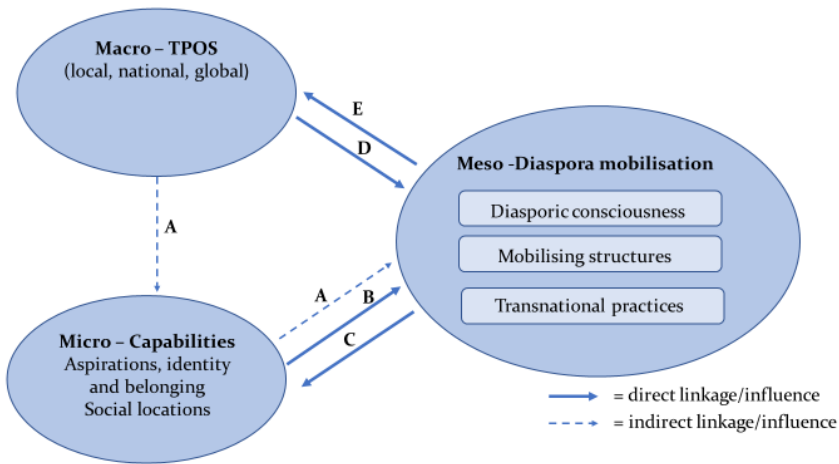 Macro – TPOS
(local, national, global)
E
D
Meso -Diaspora mobilisation
Diasporic consciousness
Mobilising structures
Transnational practices
A
A
B
C
Micro – Capabilities
Aspirations, identity
and belonging
Social locations
= direct linkage/influence
= indirect linkage/influence